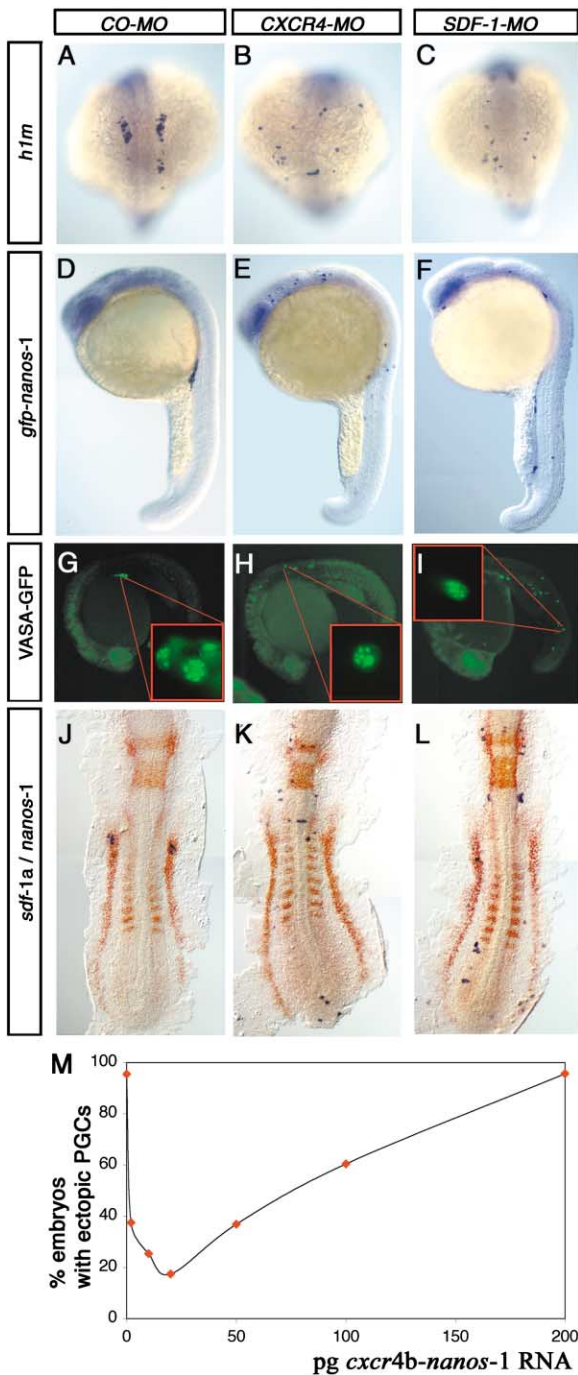 CO-MO CXCR4-MO SDF-1-MO
h1m
A B C
gfp-nanos-1
D E F
VASA-GFP
G H I
sdf-1a / nanos-1
J K L
M
% embryos
with ectopic PGCs
100
80
60
40
20
0
0 50 100 150 200
pg cxcr4b-nanos-1 RNA